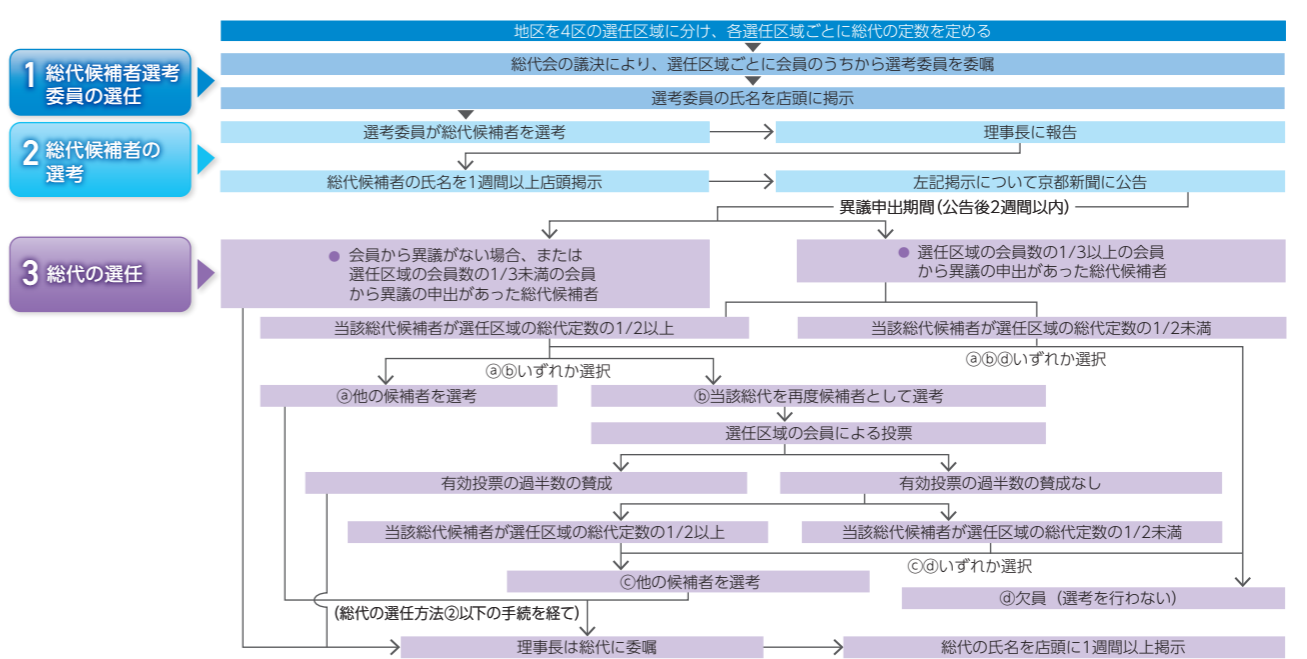 地区を4区の選任区域に分け、各選任区域ごとに総代の定数を定める
1 総代候補者選考
委員の選任
総代会の議決により、選任区域ごとに会員のうちから選考委員を委嘱
選考委員の氏名を店頭に掲示
2 総代候補者の
選考
選考委員が総代候補者を選考
理事長に報告
総代候補者の氏名を1週間以上店頭掲示
左記掲示について京都新聞に公告
異議申出期間(公告後2週間以内)
3 総代の選任
● 会員から異議がない場合、または
選任区域の会員数の1/3未満の会員
から異議の申出があった総代候補者
● 選任区域の会員数の1/3以上の会員
から異議の申出があった総代候補者
当該総代候補者が選任区域の総代定数の1/2以上
当該総代候補者が選任区域の総代定数の1/2未満
ⓐⓑいずれか選択
ⓐⓑⓓいずれか選択
ⓐ他の候補者を選考
ⓑ当該総代を再度候補者として選考
選任区域の会員による投票
有効投票の過半数の賛成
有効投票の過半数の賛成なし
当該総代候補者が選任区域の総代定数の1/2以上
当該総代候補者が選任区域の総代定数の1/2未満
ⓒⓓいずれか選択
ⓒ他の候補者を選考
ⓓ欠員（選考を行わない）
(総代の選任方法②以下の手続を経て)
理事長は総代に委嘱
総代の氏名を店頭に1週間以上掲示